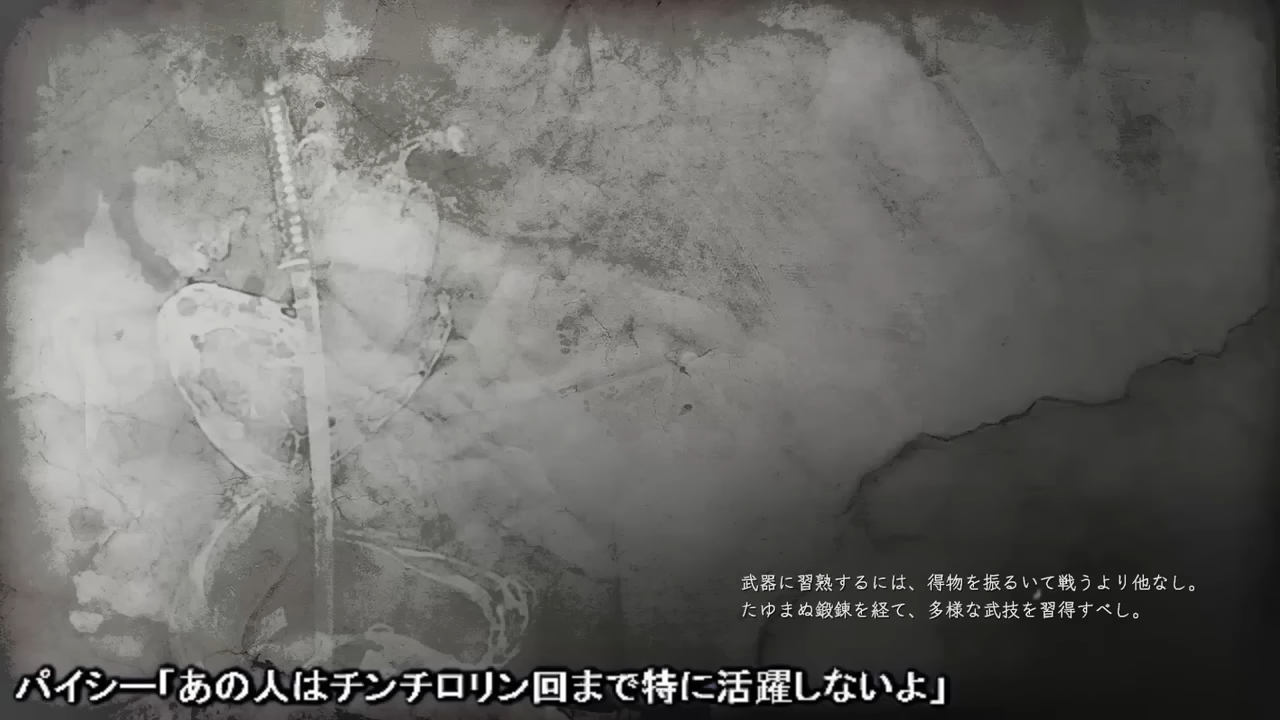 武器に習熟するには、得物を振るいて戦うより他なし。
たゆまぬ鍛錬を経て、多様な武技を習得すべし。
パイシー「あの人はチンチロリン回まで特に活躍しないよ」